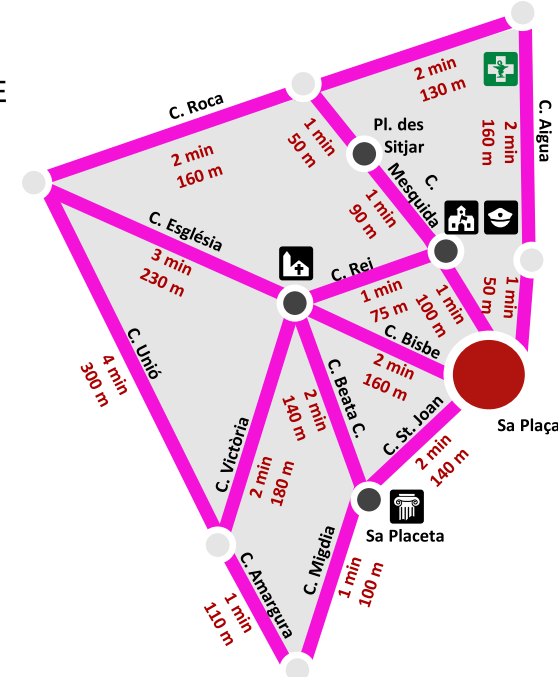 E
2 min
130 m
C. Roca
2 min
160 m
1 min
50 m
Pl. des
Sitjar
C. Aigua
2 min
160 m
C.
Mesquida
1 min
90 m
C. Església
3 min
230 m
C. Rei
1 min
75 m
1 min
100 m
1 min
50 m
C. Bisbe
2 min
160 m
C. Unió
4 min
300 m
C. Beata C.
2 min
140 m
C. Victòria
2 min
180 m
C. St. Joan
2 min
140 m
Sa Plaça
Sa Placeta
C. Migdia
1 min
100 m
C. Amargura
1 min
110 m